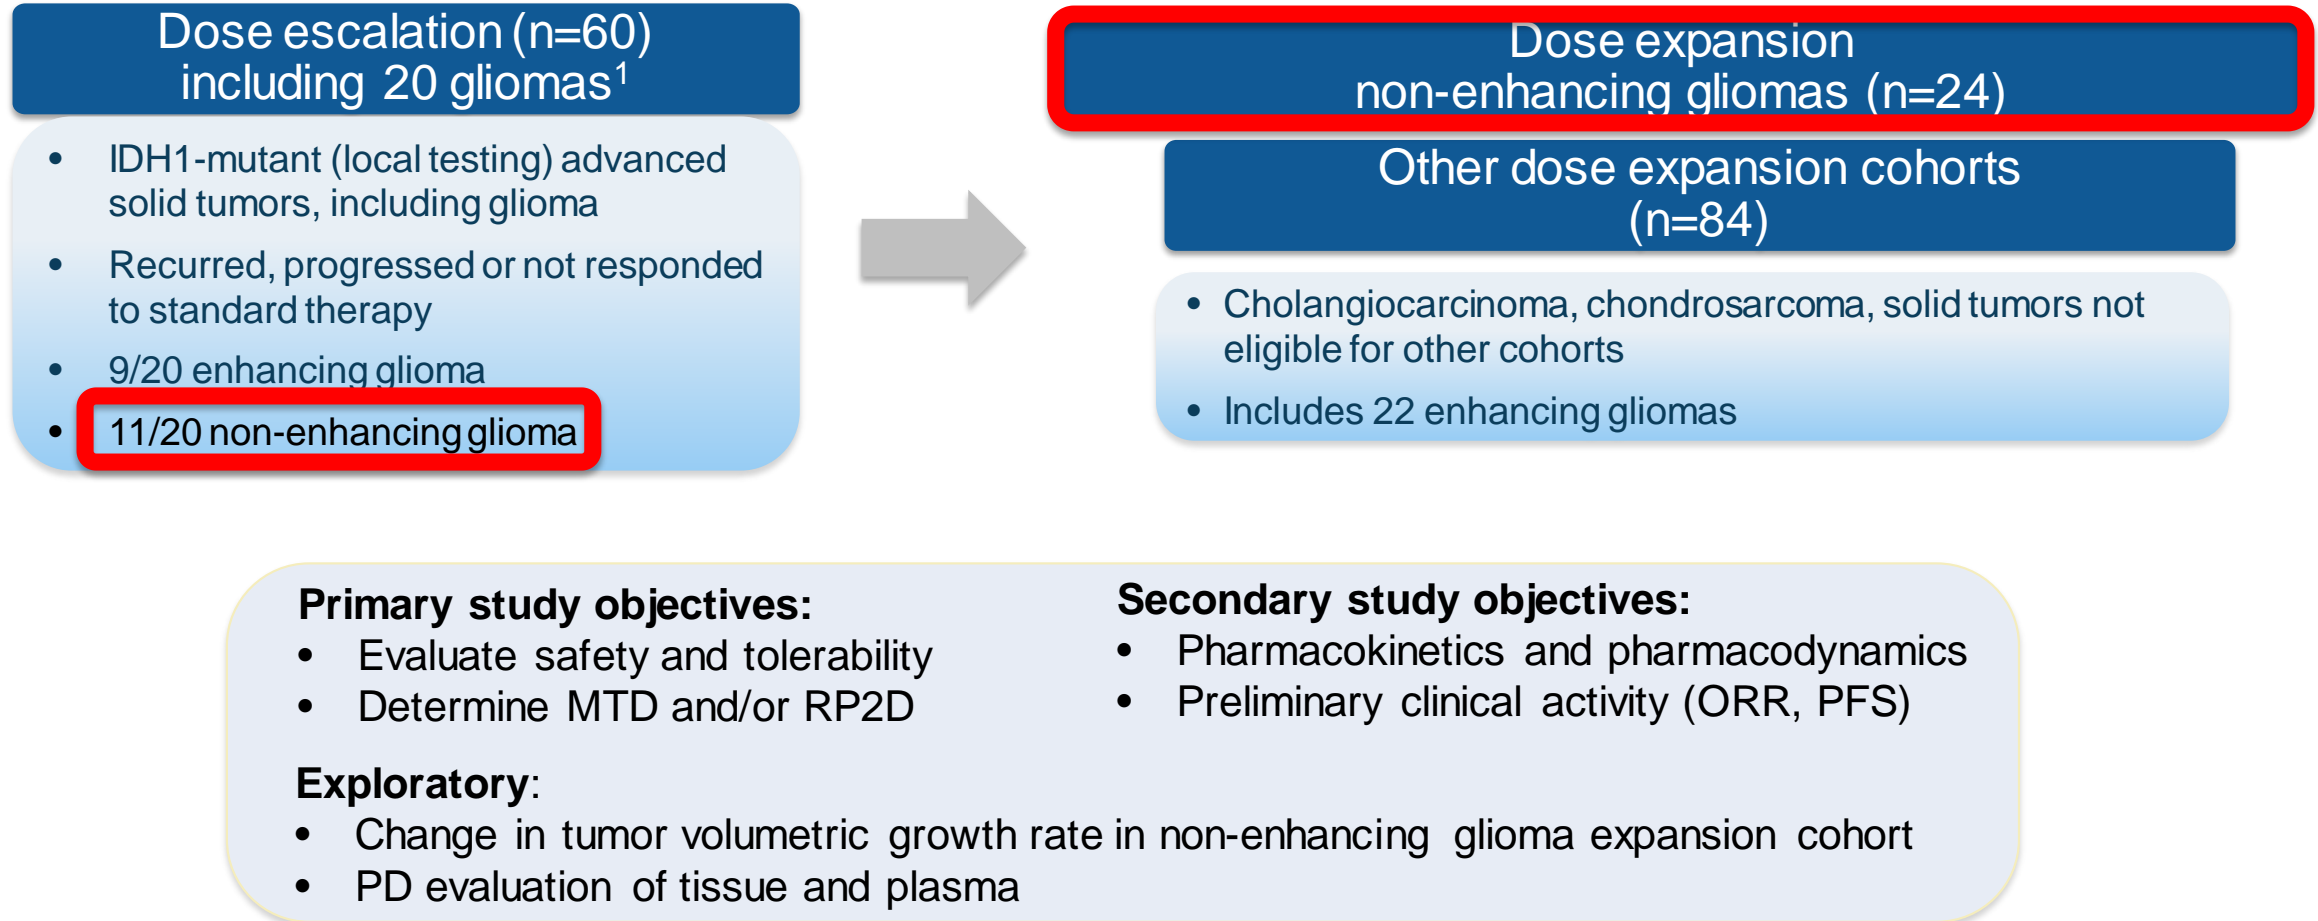 Dose escalation (n=60)
including 20 gliomas¹
• IDH1-mutant (local testing) advanced
solid tumors, including glioma
• Recurred, progressed or not responded
to standard therapy
• 9/20 enhancing glioma
• 11/20 non-enhancing glioma
Dose expansion
non-enhancing gliomas (n=24)
Other dose expansion cohorts
(n=84)
• Cholangiocarcinoma, chondrosarcoma, solid tumors not
eligible for other cohorts
• Includes 22 enhancing gliomas
Primary study objectives:
• Evaluate safety and tolerability
• Determine MTD and/or RP2D
Secondary study objectives:
• Pharmacokinetics and pharmacodynamics
• Preliminary clinical activity (ORR, PFS)
Exploratory:
• Change in tumor volumetric growth rate in non-enhancing glioma expansion cohort
• PD evaluation of tissue and plasma